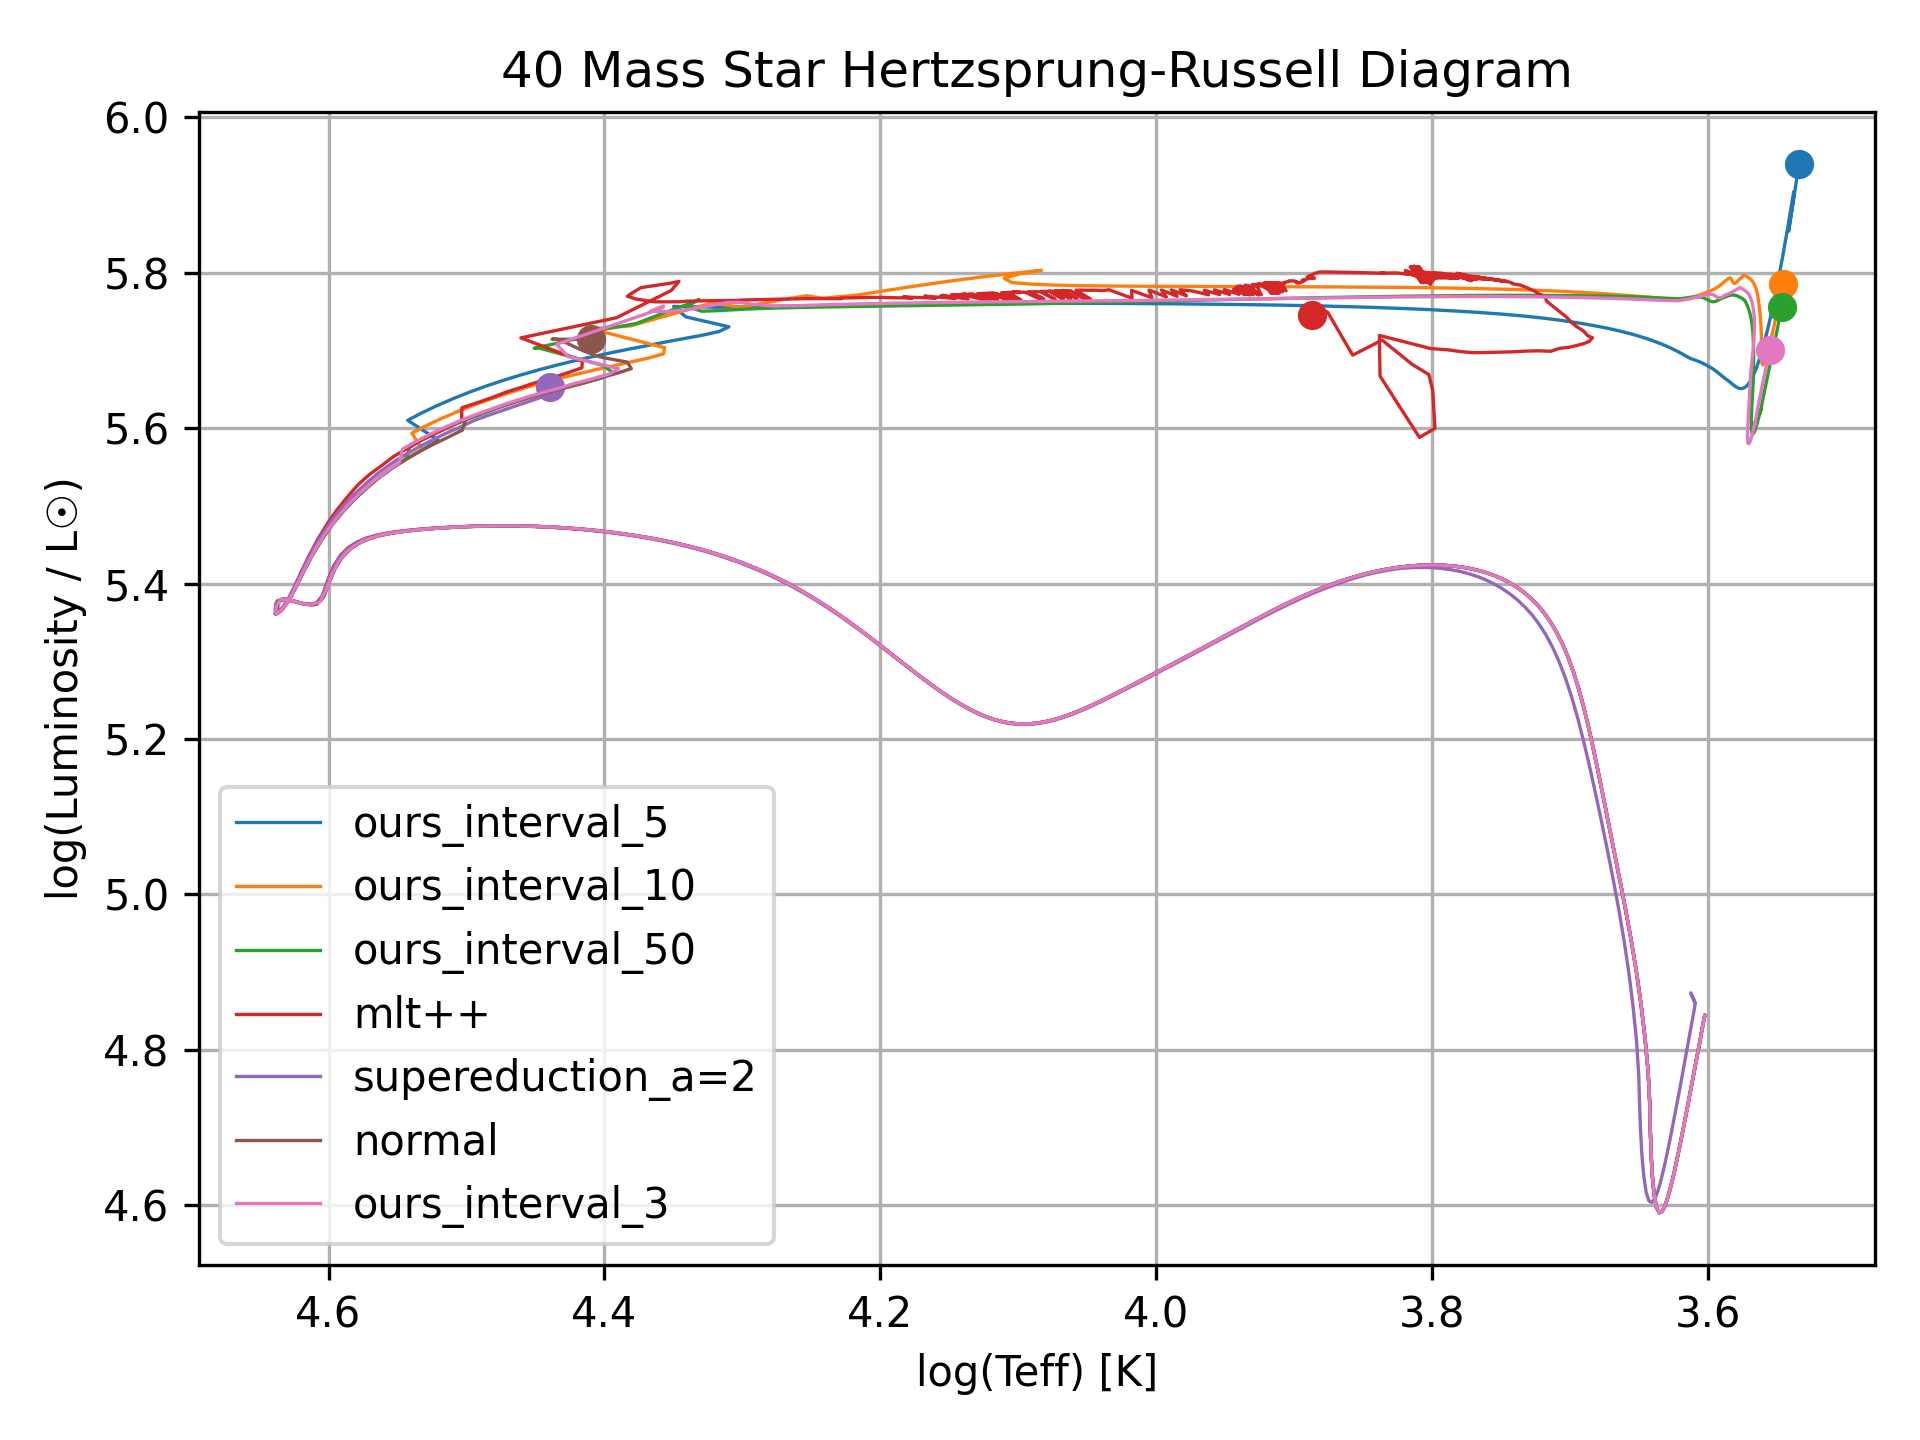 40 Mass Star Hertzsprung-Russell Diagram
log(Luminosity / L☉)
6.0
5.8
5.6
5.4
5.2
5.0
4.8
4.6
ours_interval_5
ours_interval_10
ours_interval_50
mlt++
supereduction_a=2
normal
ours_interval_3
4.6 4.4 4.2 4.0 3.8 3.6
log(Teff) [K]